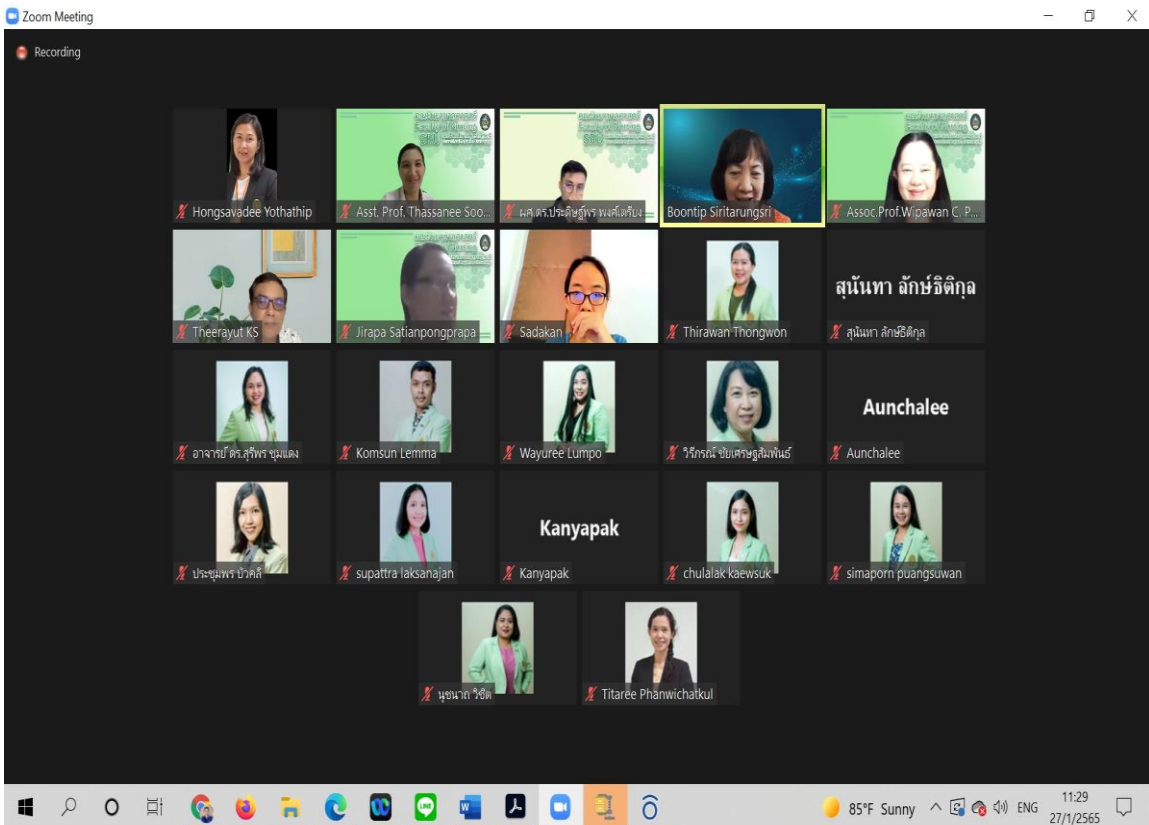 Zoom Meeting
Recording
Hongsavadee Yothathip
Asst. Prof. Thassanee Soo...
ผศ.ดร.ประดิษฐ์พร พงศ์เตรียง
Boontip Siritarungsri
Assoc.Prof.Wipawan C. P...
Theerayut KS
Jirapa Satianpongprapa
Sadakan
Thirawan Thongwon
สุนันทา ลักษ์ธิติกุล
สุนันทา ลักษ์ธิติกุล
อาจารย์ ดร.สุรีพร ชุมแดง
Komsun Lemma
Wayuree Lumpo
วิรีภรณ์ ชัยเศรษฐสัมพันธ์
Aunchalee
Aunchalee
ประชุมพร บัวคลี่
supattra laksanajan
Kanyapak
Kanyapak
chulalak kaewsuk
simaporn puangsuwan
นุชนาถ วิชิต
Titaree Phanwichatkul
LINE
85°F Sunny
ENG
11:29
27/1/2565